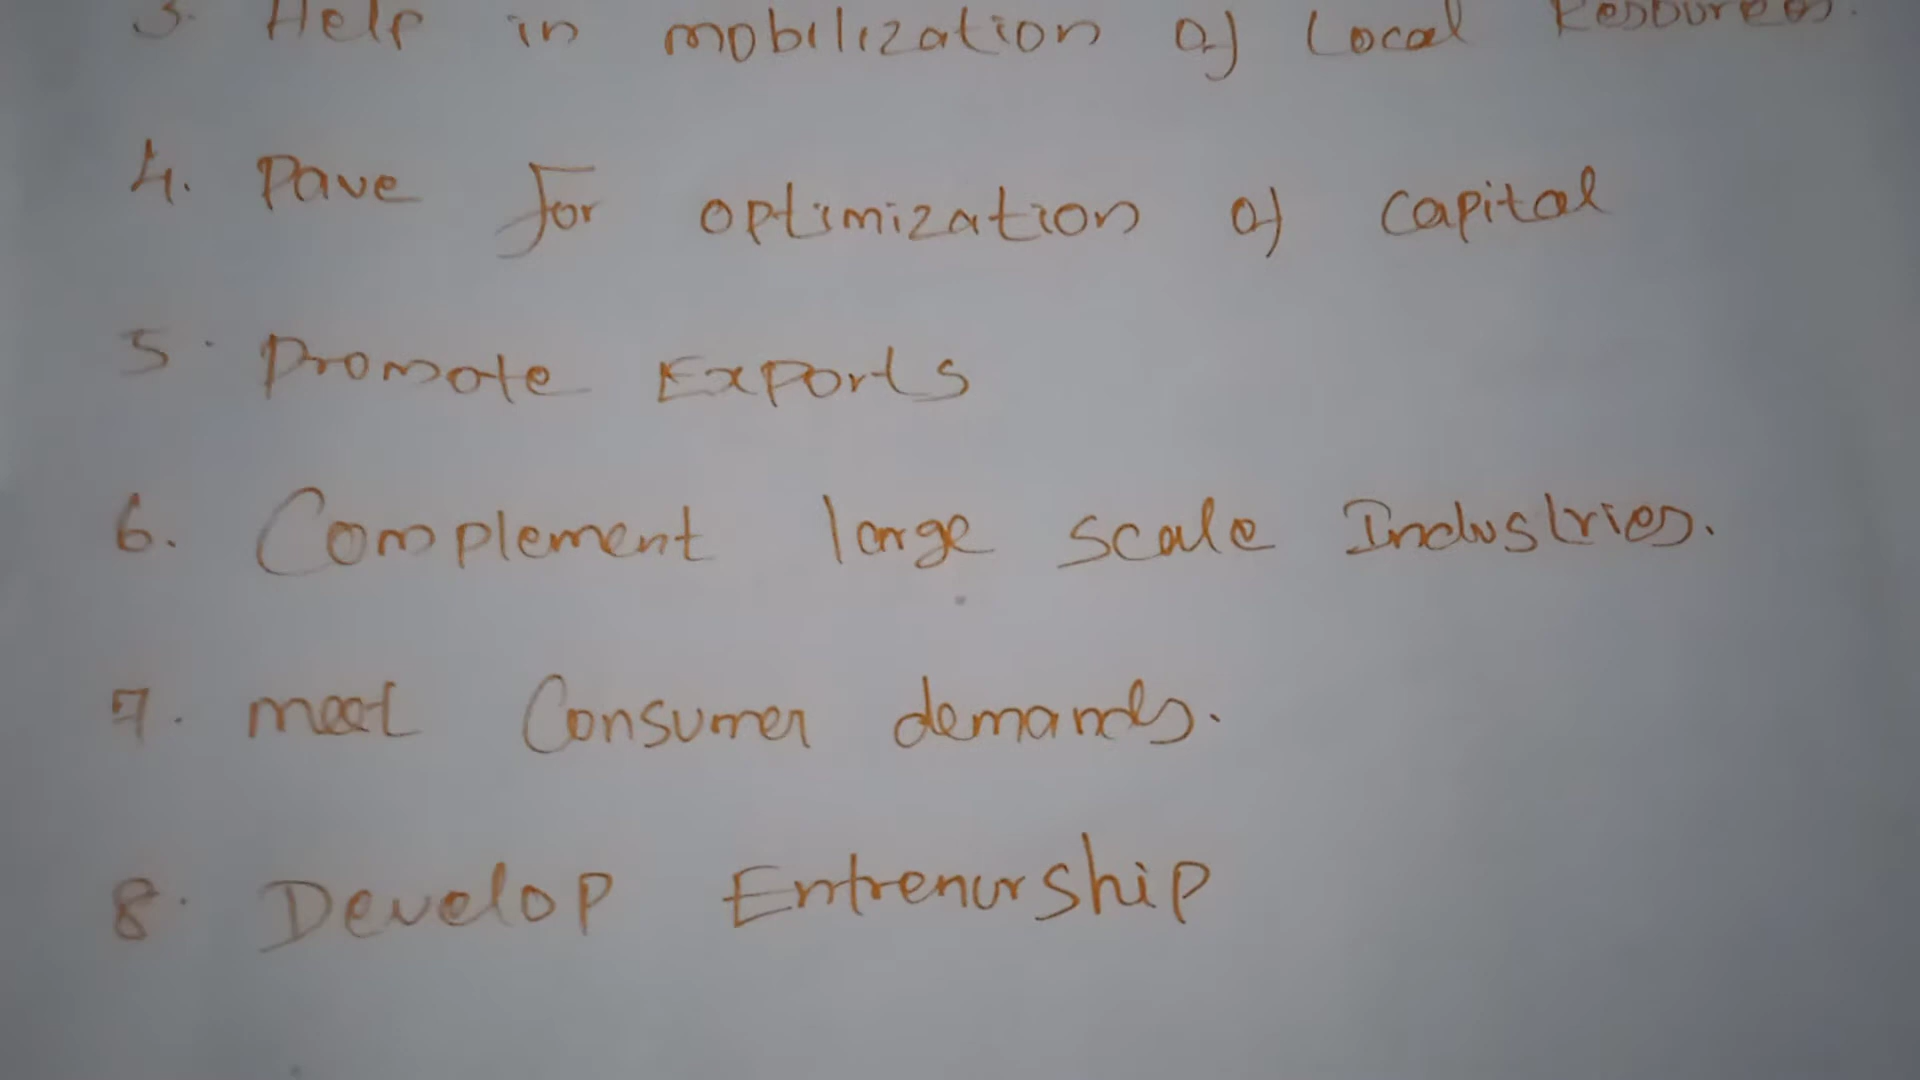 3. Help in mobilization of Local Resources.
4. Pave for optimization of capital
5. Promote Exports
6. Complement large scale Industries.
7. meet Consumer demands.
8. Develop Entrenurship